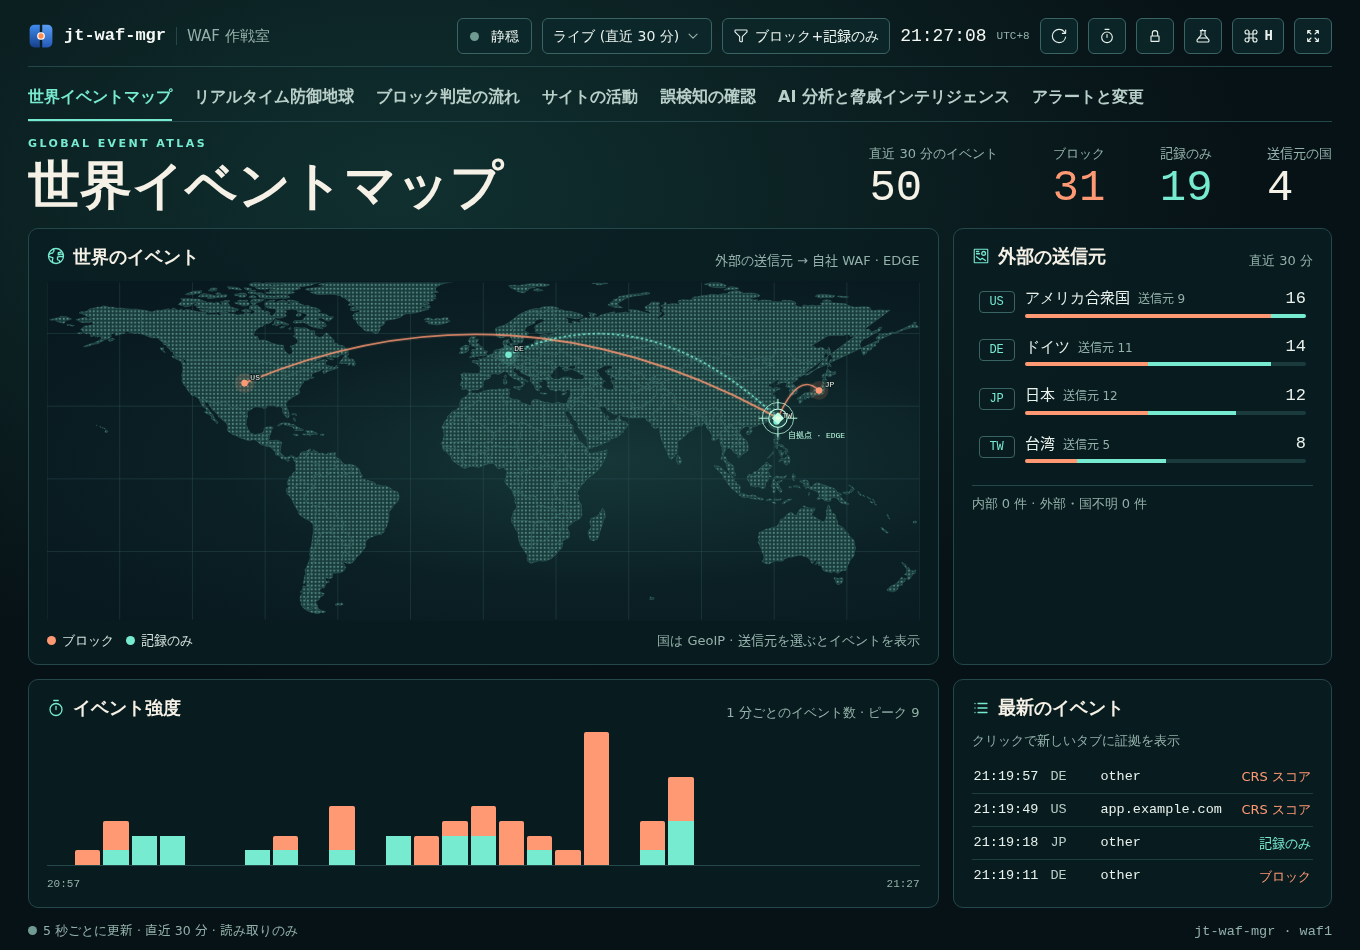 jt-waf-mgr WAF 作戦室 静穏 ライブ (直近 30 分) ブロック+記録のみ 21:27:08 UTC+8 ⌘ H
世界イベントマップ リアルタイム防御地球 ブロック判定の流れ サイトの活動 誤検知の確認 AI 分析と脅威インテリジェンス アラートと変更
GLOBAL EVENT ATLAS
世界イベントマップ
直近 30 分のイベント ブロック 記録のみ 送信元の国
50 31 19 4
世界のイベント
外部の送信元 → 自社 WAF · EDGE
US
DE
JP
自拠点 · EDGE
ブロック 記録のみ
国は GeoIP · 送信元を選ぶとイベントを表示
外部の送信元
直近 30 分
US アメリカ合衆国 送信元 9 16
DE ドイツ 送信元 11 14
JP 日本 送信元 12 12
TW 台湾 送信元 5 8
内部 0 件 · 外部・国不明 0 件
イベント強度
1 分ごとのイベント数 · ピーク 9
20:57 21:27
最新のイベント
クリックで新しいタブに証拠を表示
21:19:57 DE other CRS スコア
21:19:49 US app.example.com CRS スコア
21:19:18 JP other 記録のみ
21:19:11 DE other ブロック
5 秒ごとに更新 · 直近 30 分 · 読み取りのみ
jt-waf-mgr · waf1